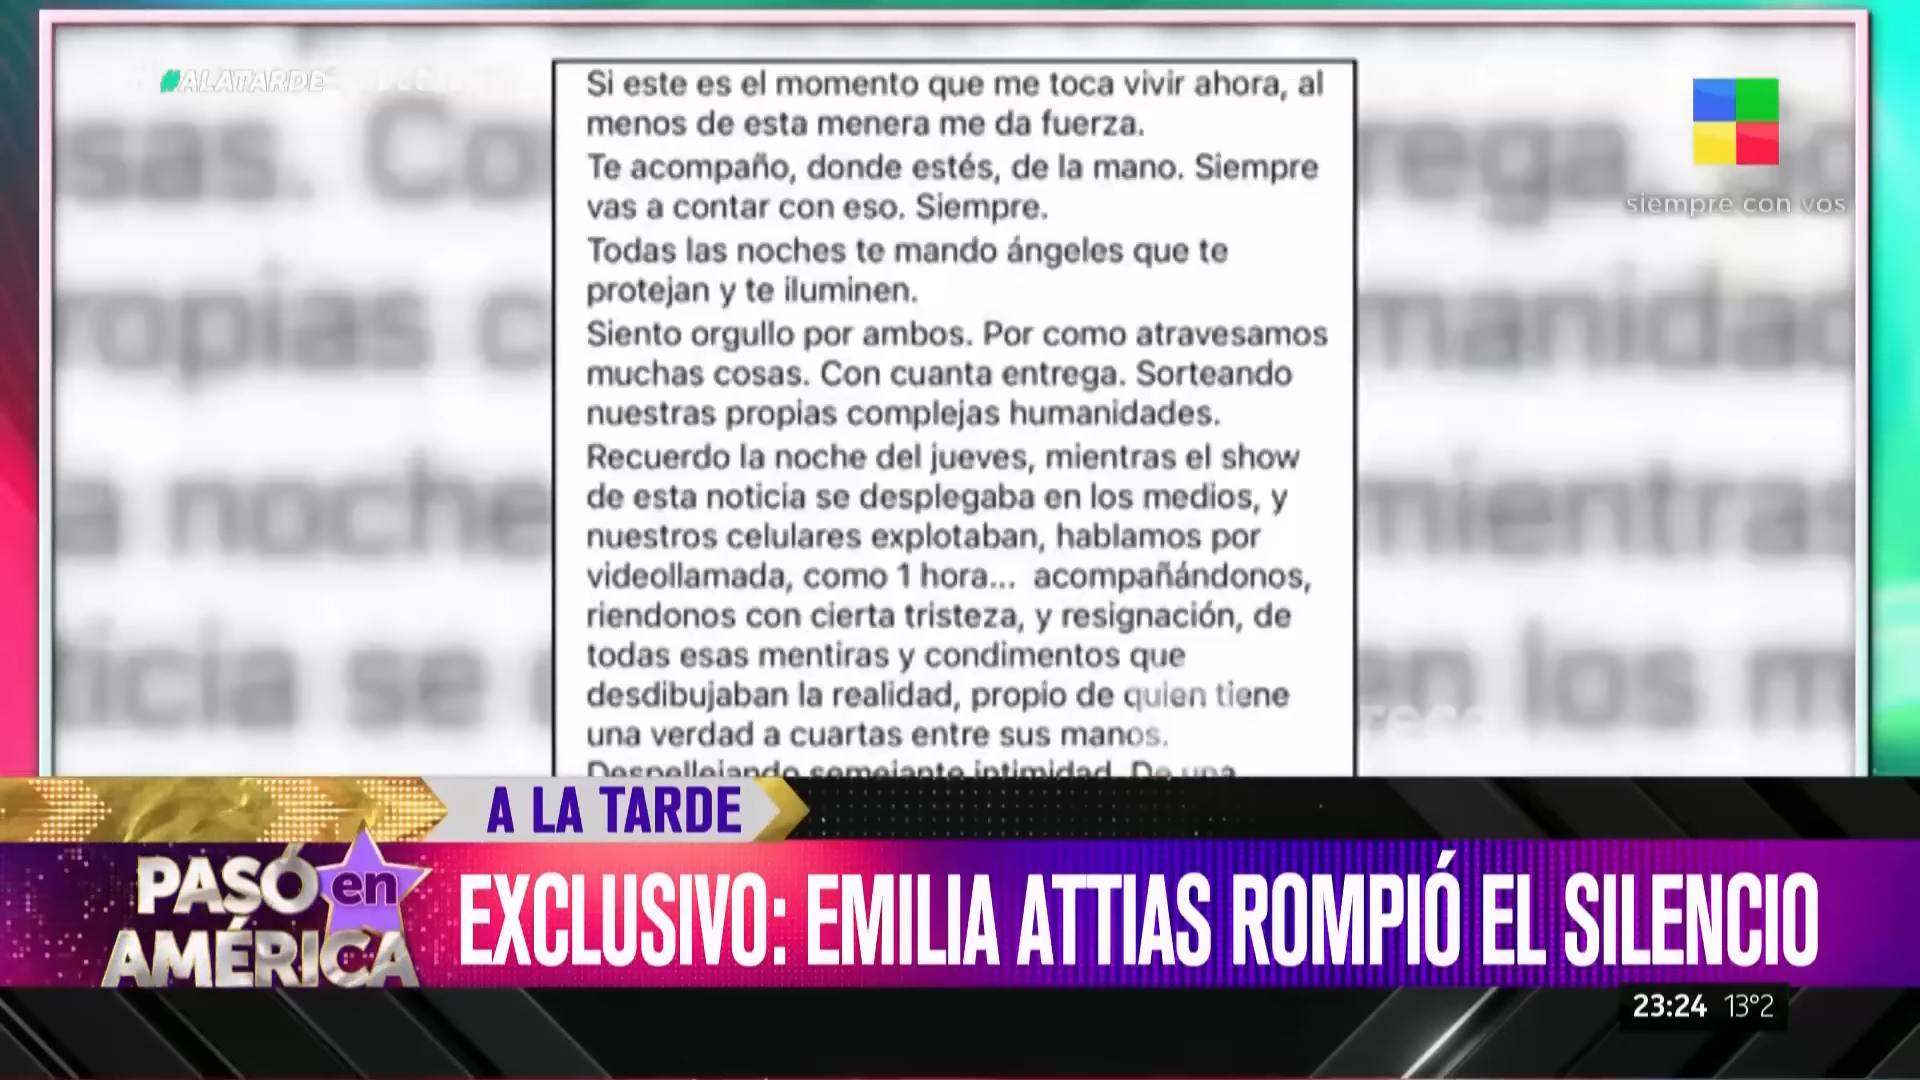 #ALATARDE
siempre con vos
Si este es el momento que me toca vivir ahora, al
menos de esta menera me da fuerza.
Te acompaño, donde estés, de la mano. Siempre
vas a contar con eso. Siempre.
Todas las noches te mando ángeles que te
protejan y te iluminen.
Siento orgullo por ambos. Por como atravesamos
muchas cosas. Con cuanta entrega. Sorteando
nuestras propias complejas humanidades.
Recuerdo la noche del jueves, mientras el show
de esta noticia se desplegaba en los medios, y
nuestros celulares explotaban, hablamos por
videollamada, como 1 hora... acompañándonos,
riendonos con cierta tristeza, y resignación, de
todas esas mentiras y condimentos que
desdibujaban la realidad, propio de quien tiene
una verdad a cuartas entre sus manos.
Despellejando semejante intimidad. De una
A LA TARDE
PASÓ en
AMÉRICA
EXCLUSIVO: EMILIA ATTIAS ROMPIÓ EL SILENCIO
23:24 13°2